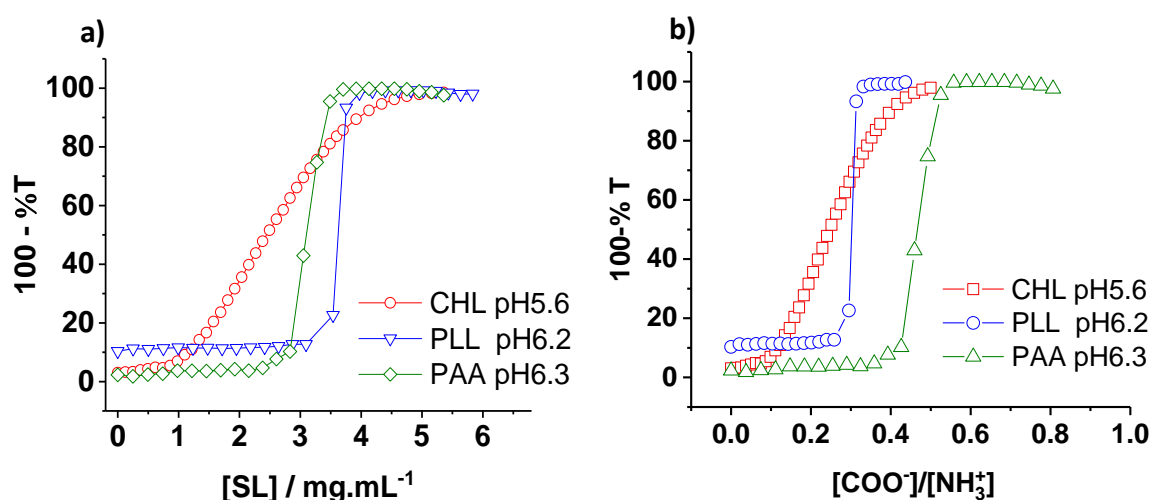 a)
100 - %T
100
80
60
40
20
0
CHL pH5.6
PLL pH6.2
PAA pH6.3
0 1 2 3 4 5 6
[SL] / mg.mL⁻¹
b)
100-% T
100
80
60
40
20
0
CHL pH5.6
PLL pH6.2
PAA pH6.3
0.0 0.2 0.4 0.6 0.8 1.0
[COO⁻]/[NH₃⁺]